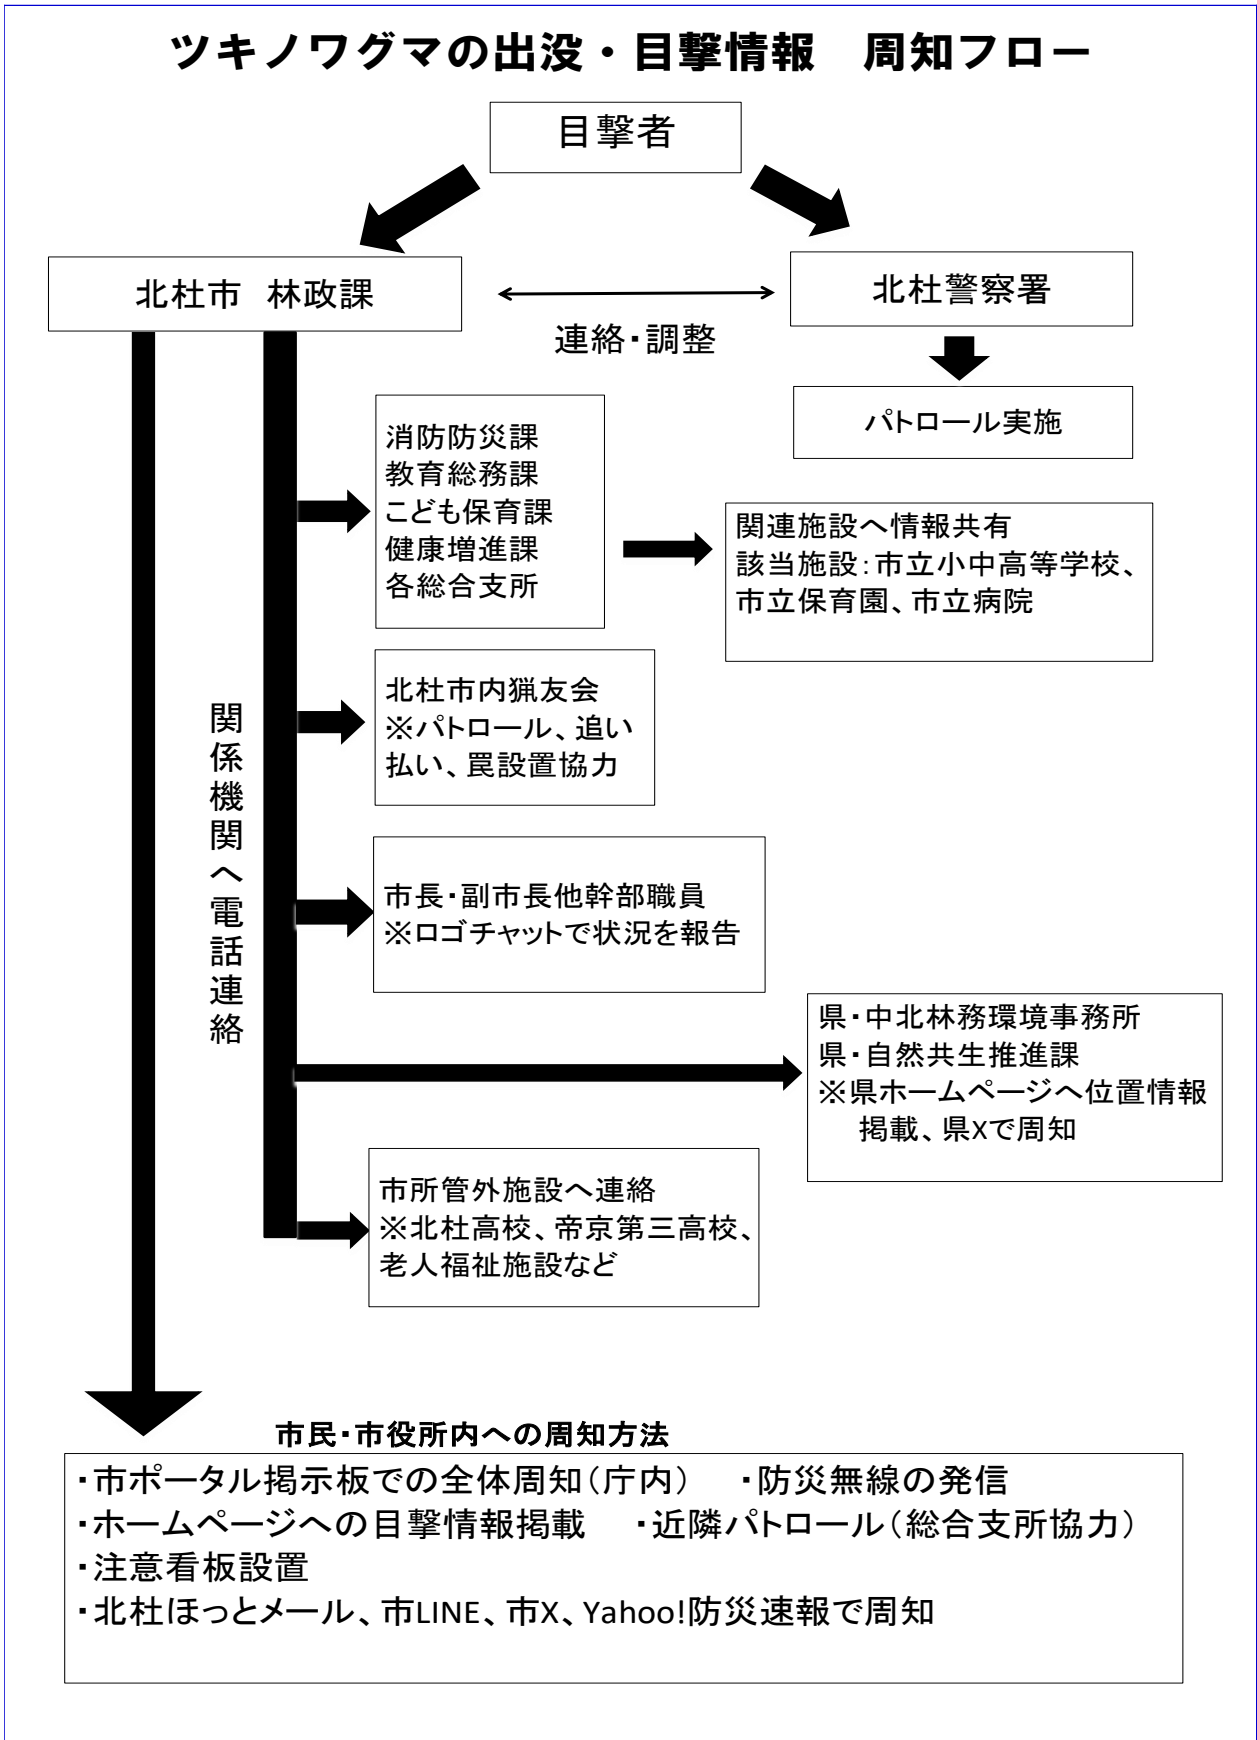 ツキノワグマの出没・目撃情報　周知フロー
目撃者
北杜市　林政課
連絡・調整
北杜警察署
パトロール実施
消防防災課
教育総務課
こども保育課
健康増進課
各総合支所
関連施設へ情報共有
該当施設：市立小中高等学校、
市立保育園、市立病院
関係機関へ電話連絡
北杜市内猟友会
※パトロール、追い
払い、罠設置協力
市長・副市長他幹部職員
※ロゴチャットで状況を報告
県・中北林務環境事務所
県・自然共生推進課
※県ホームページへ位置情報
掲載、県Xで周知
市所管外施設へ連絡
※北杜高校、帝京第三高校、
老人福祉施設など
市民・市役所内への周知方法
・市ポータル掲示板での全体周知（庁内）　・防災無線の発信
・ホームページへの目撃情報掲載　・近隣パトロール（総合支所協力）
・注意看板設置
・北杜ほっとメール、市LINE、市X、Yahoo!防災速報で周知